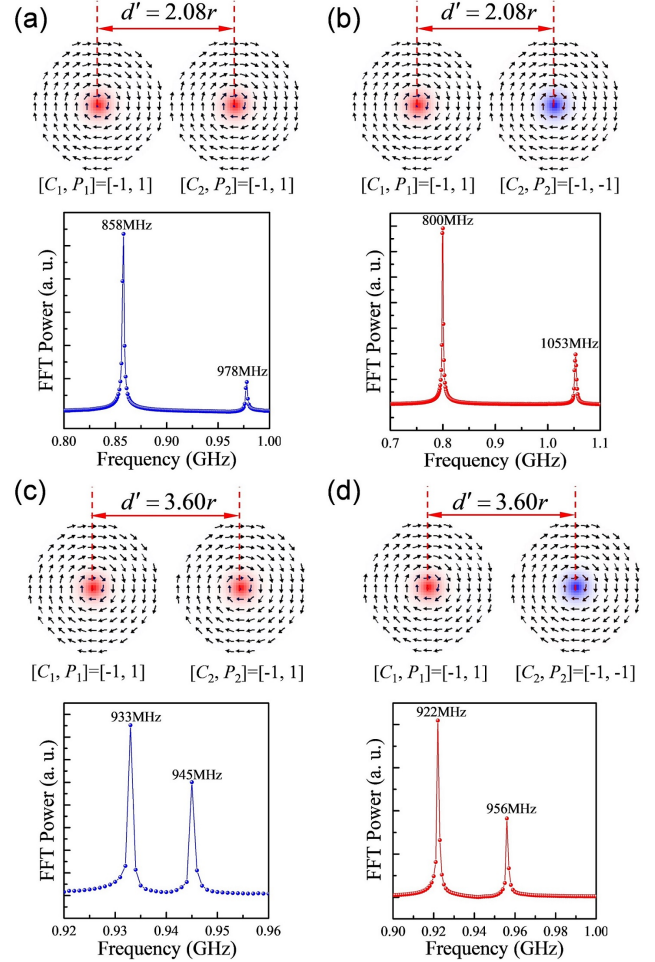 (a)
d′ = 2.08r
[C1, P1]=[-1, 1]
[C2, P2]=[-1, 1]
858MHz
978MHz
FFT Power (a. u.)
0.80 0.85 0.90 0.95 1.00
Frequency (GHz)
(b)
d′ = 2.08r
[C1, P1]=[-1, 1]
[C2, P2]=[-1, -1]
800MHz
1053MHz
FFT Power (a. u.)
0.7 0.8 0.9 1.0 1.1
Frequency (GHz)
(c)
d′ = 3.60r
[C1, P1]=[-1, 1]
[C2, P2]=[-1, 1]
933MHz
945MHz
FFT Power (a. u.)
0.92 0.93 0.94 0.95 0.96
Frequency (GHz)
(d)
d′ = 3.60r
[C1, P1]=[-1, 1]
[C2, P2]=[-1, -1]
922MHz
956MHz
FFT Power (a. u.)
0.90 0.92 0.94 0.96 0.98 1.00
Frequency (GHz)